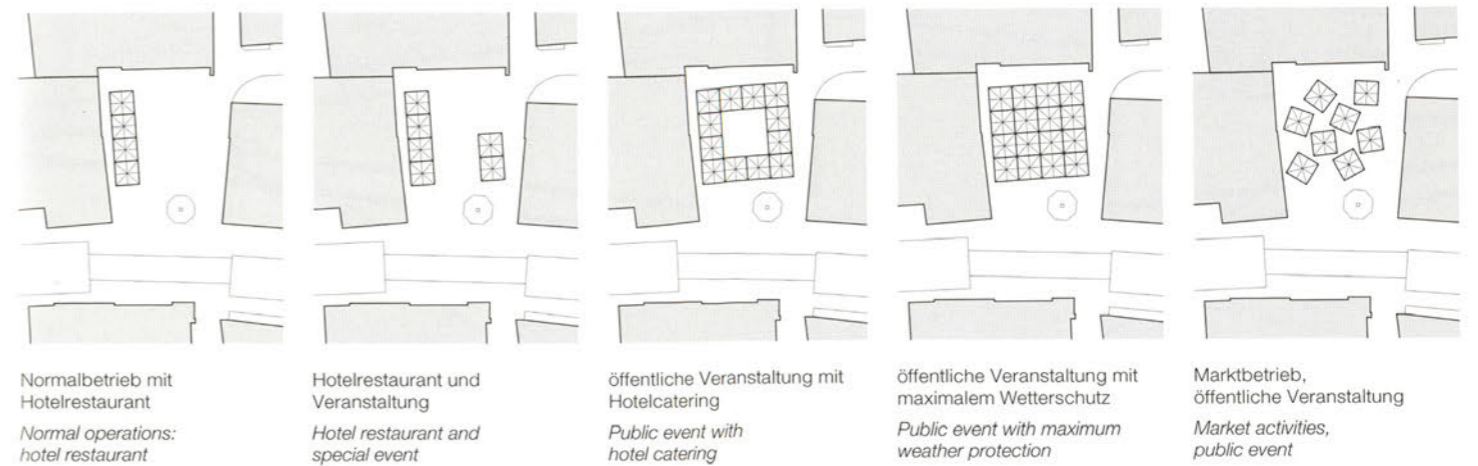 Normalbetrieb mit
Hotelrestaurant
Normal operations:
hotel restaurant
Hotelrestaurant und
Veranstaltung
Hotel restaurant and
special event
öffentliche Veranstaltung mit
Hotelcatering
Public event with
hotel catering
öffentliche Veranstaltung mit
maximalem Wetterschutz
Public event with maximum
weather protection
Marktbetrieb,
öffentliche Veranstaltung
Market activities,
public event